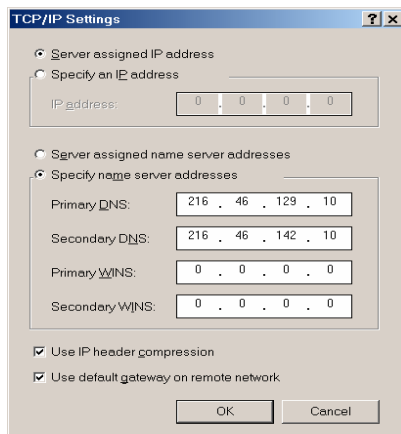 TCP/IP Settings
Server assigned IP address
Specify an IP address
IP address: 0 . 0 . 0 . 0
Server assigned name server addresses
Specify name server addresses
Primary DNS: 216 . 46 . 129 . 10
Secondary DNS: 216 . 46 . 142 . 10
Primary WINS: 0 . 0 . 0 . 0
Secondary WINS: 0 . 0 . 0 . 0
Use IP header compression
Use default gateway on remote network
OK Cancel